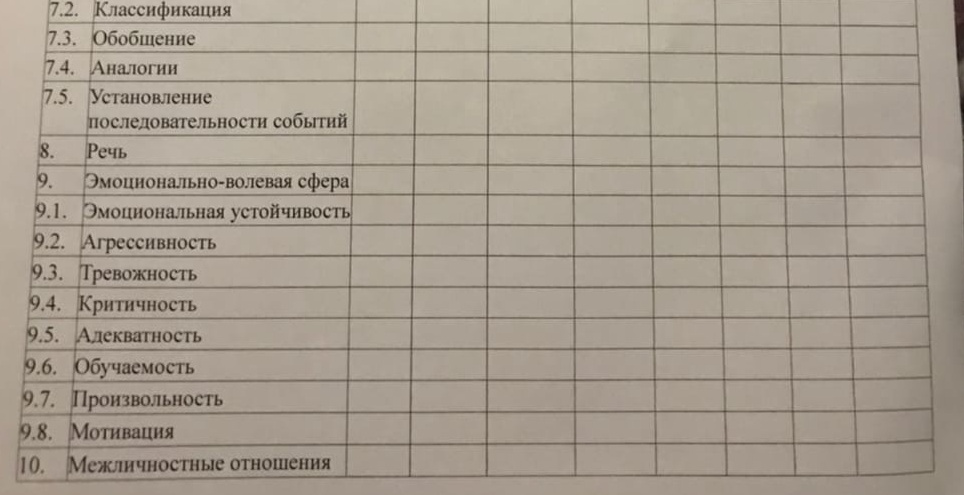 7.2. Классификация
7.3. Обобщение
7.4. Аналогии
7.5. Установление
последовательности событий
8. Речь
9. Эмоционально-волевая сфера
9.1. Эмоциональная устойчивость
9.2. Агрессивность
9.3. Тревожность
9.4. Критичность
9.5. Адекватность
9.6. Обучаемость
9.7. Произвольность
9.8. Мотивация
10. Межличностные отношения